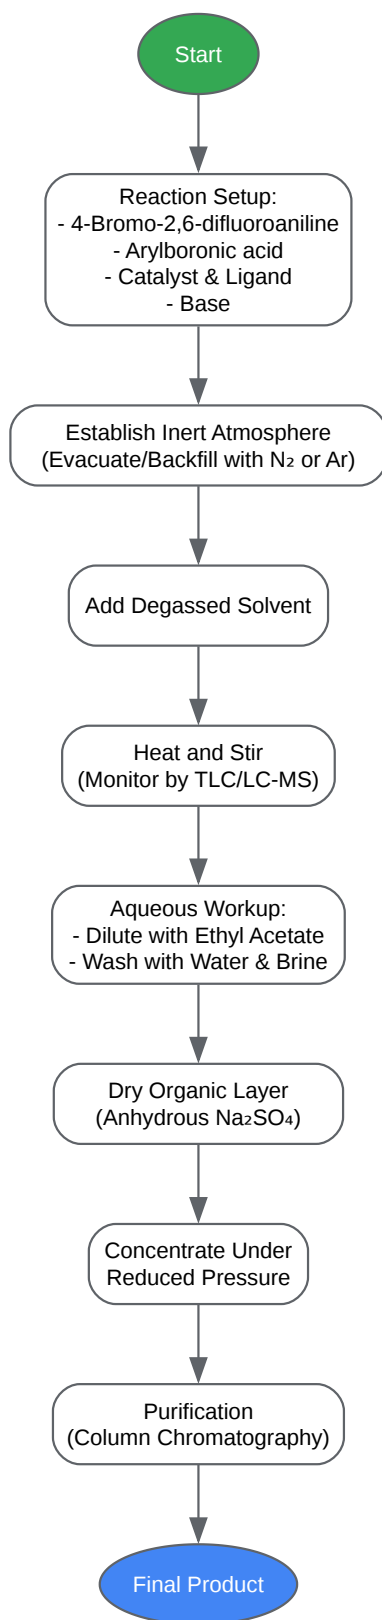 Start
Reaction Setup:
- 4-Bromo-2,6-difluoroaniline
- Arylboronic acid
- Catalyst & Ligand
- Base
Establish Inert Atmosphere
(Evacuate/Backfill with N₂ or Ar)
Add Degassed Solvent
Heat and Stir
(Monitor by TLC/LC-MS)
Aqueous Workup:
- Dilute with Ethyl Acetate
- Wash with Water & Brine
Dry Organic Layer
(Anhydrous Na₂SO₄)
Concentrate Under
Reduced Pressure
Purification
(Column Chromatography)
Final Product